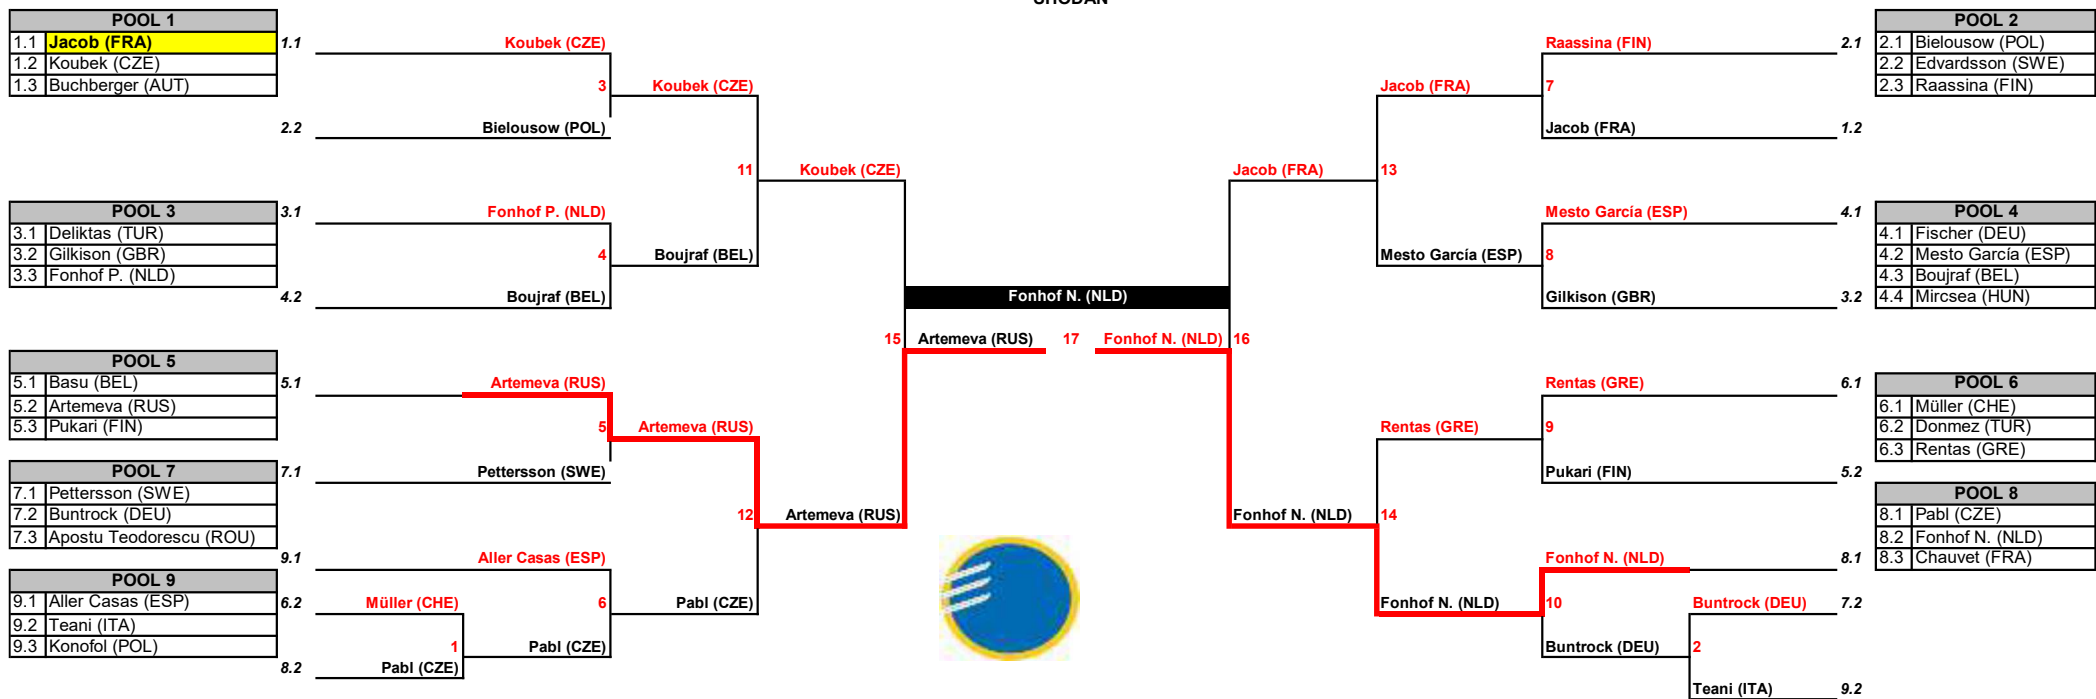 SHODAN
POOL 1
1.1 Jacob (FRA)
1.2 Koubek (CZE)
1.3 Buchberger (AUT)
1.1 Koubek (CZE)
3 Koubek (CZE)
2.2 Bielousow (POL)
11 Koubek (CZE)
POOL 3
3.1 Deliktas (TUR)
3.2 Gilkison (GBR)
3.3 Fonhof P. (NLD)
3.1 Fonhof P. (NLD)
4 Boujraf (BEL)
4.2 Boujraf (BEL)
POOL 5
5.1 Basu (BEL)
5.2 Artemeva (RUS)
5.3 Pukari (FIN)
5.1 Artemeva (RUS)
5 Artemeva (RUS)
POOL 7
7.1 Pettersson (SWE)
7.2 Buntrock (DEU)
7.3 Apostu Teodorescu (ROU)
7.1 Pettersson (SWE)
12 Artemeva (RUS)
9.1 Aller Casas (ESP)
POOL 9
9.1 Aller Casas (ESP)
9.2 Teani (ITA)
9.3 Konofol (POL)
6.2 Müller (CHE)
6 Pabl (CZE)
1 Pabl (CZE)
8.2 Pabl (CZE)
Fonhof N. (NLD)
15 Artemeva (RUS) 17 Fonhof N. (NLD) 16
POOL 2
2.1 Bielousow (POL)
2.2 Edvardsson (SWE)
2.3 Raassina (FIN)
Raassina (FIN) 2.1
Jacob (FRA) 7
Jacob (FRA) 1.2
Jacob (FRA) 13
Mesto García (ESP) 4.1
POOL 4
4.1 Fischer (DEU)
4.2 Mesto García (ESP)
4.3 Boujraf (BEL)
4.4 Mircsea (HUN)
Mesto García (ESP) 8
Gilkison (GBR) 3.2
Rentas (GRE) 6.1
POOL 6
6.1 Müller (CHE)
6.2 Donmez (TUR)
6.3 Rentas (GRE)
Rentas (GRE) 9
Pukari (FIN) 5.2
POOL 8
8.1 Pabl (CZE)
8.2 Fonhof N. (NLD)
8.3 Chauvet (FRA)
Fonhof N. (NLD) 14
Fonhof N. (NLD) 8.1
Fonhof N. (NLD) 10
Buntrock (DEU) 7.2
Buntrock (DEU) 2
Teani (ITA) 9.2